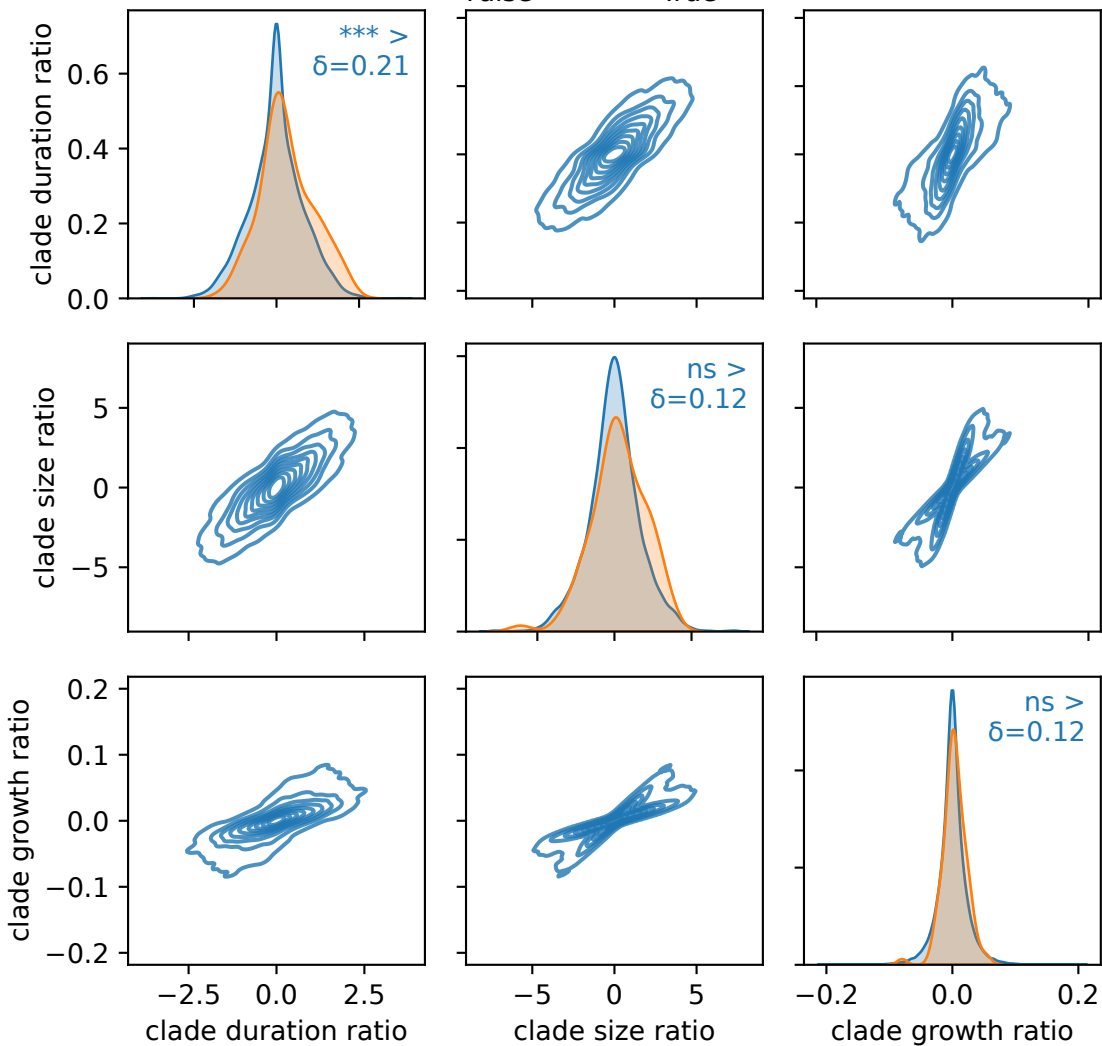 *** >
δ=0.21
clade duration ratio
0.6
0.4
0.2
0.0
ns >
δ=0.12
clade size ratio
5
0
−5
ns >
δ=0.12
clade growth ratio
0.2
0.1
0.0
−0.1
−0.2
−2.5 0.0 2.5
−5 0 5
−0.2 0.0 0.2
clade duration ratio
clade size ratio
clade growth ratio